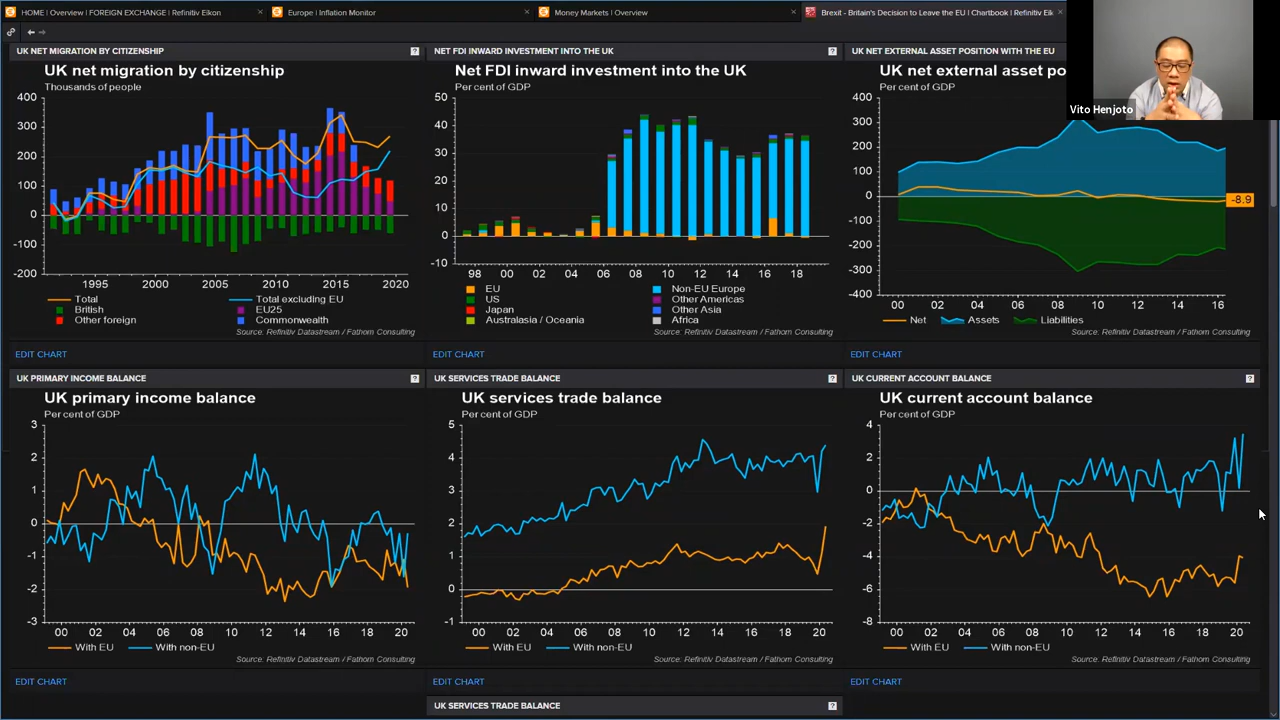 HOME | Overview | FOREIGN EXCHANGE | Refinitiv Eikon
Europe | Inflation Monitor
Money Markets | Overview
Brexit - Britain's Decision to Leave the EU | Chartbook | Refinitiv Eik
Vito Henjoto
UK NET MIGRATION BY CITIZENSHIP
UK net migration by citizenship
Thousands of people
400
300
200
100
0
-100
-200
1995
2000
2005
2010
2015
2020
Total
Total excluding EU
British
EU25
Other foreign
Commonwealth
Source: Refinitiv Datastream / Fathom Consulting
EDIT CHART
NET FDI INWARD INVESTMENT INTO THE UK
Net FDI inward investment into the UK
Per cent of GDP
50
40
30
20
10
0
-10
98
00
02
04
06
08
10
12
14
16
18
EU
Non-EU Europe
US
Other Americas
Japan
Other Asia
Australasia / Oceania
Africa
Source: Refinitiv Datastream / Fathom Consulting
EDIT CHART
UK NET EXTERNAL ASSET POSITION WITH THE EU
UK net external asset po
Per cent of GDP
400
300
200
100
0
-100
-200
-300
-400
-8.9
00
02
04
06
08
10
12
14
16
Net
Assets
Liabilities
Source: Refinitiv Datastream / Fathom Consulting
EDIT CHART
UK PRIMARY INCOME BALANCE
UK primary income balance
Per cent of GDP
3
2
1
0
-1
-2
-3
00
02
04
06
08
10
12
14
16
18
20
With EU
With non-EU
Source: Refinitiv Datastream / Fathom Consulting
EDIT CHART
UK SERVICES TRADE BALANCE
UK services trade balance
Per cent of GDP
5
4
3
2
1
0
-1
00
02
04
06
08
10
12
14
16
18
20
With EU
With non-EU
Source: Refinitiv Datastream / Fathom Consulting
EDIT CHART
UK CURRENT ACCOUNT BALANCE
UK current account balance
Per cent of GDP
4
2
0
-2
-4
-6
-8
00
02
04
06
08
10
12
14
16
18
20
With EU
With non-EU
Source: Refinitiv Datastream / Fathom Consulting
EDIT CHART
UK SERVICES TRADE BALANCE